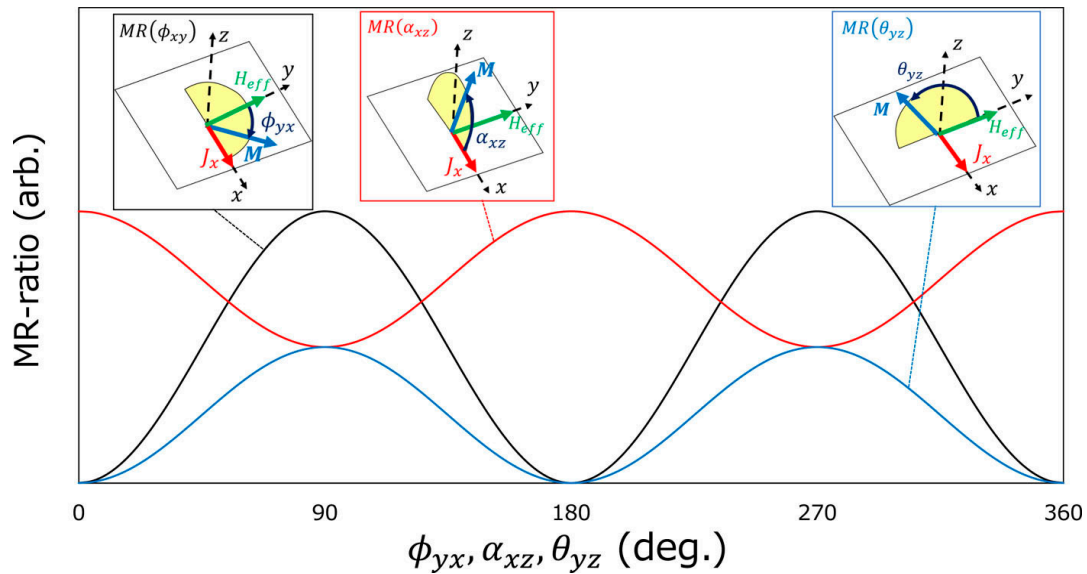 MR(ϕxy)
z
Heff
y
ϕyx
Jx
M
x
MR(αxz)
z
M
y
Heff
αxz
Jx
x
MR(θyz)
z
θyz
y
M
Heff
Jx
x
MR-ratio (arb.)
0 90 180 270 360
ϕyx, αxz, θyz (deg.)